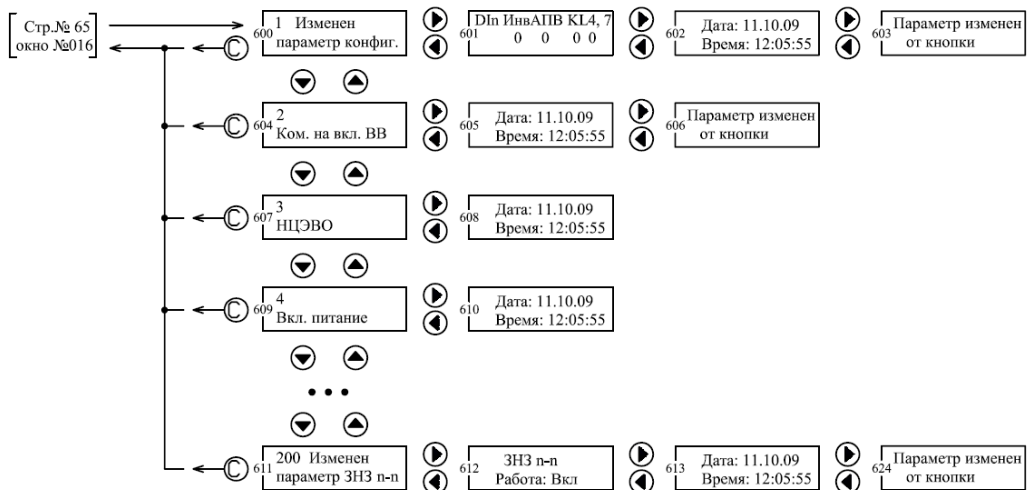 Стр.№ 65
окно №016
600
1 Изменен
параметр конфиг.
601
DIn ИнвАПВ KL4, 7
0 0 0 0
602
Дата: 11.10.09
Время: 12:05:55
603
Параметр изменен
от кнопки
C
604
2
Ком. на вкл. ВВ
605
Дата: 11.10.09
Время: 12:05:55
606
Параметр изменен
от кнопки
C
607
3
НЦЭВО
608
Дата: 11.10.09
Время: 12:05:55
C
609
4
Вкл. питание
610
Дата: 11.10.09
Время: 12:05:55
C
• • •
611
200 Изменен
параметр ЗНЗ n-n
612
ЗНЗ n-n
Работа: Вкл
613
Дата: 11.10.09
Время: 12:05:55
624
Параметр изменен
от кнопки
C